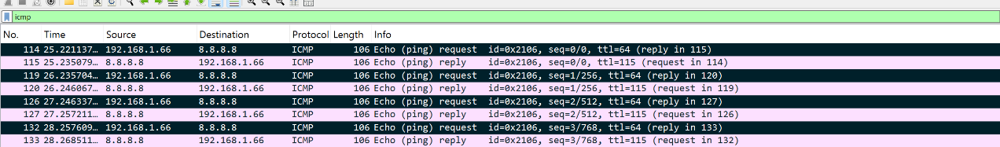 icmp
No. Time Source Destination Protocol Length Info
114 25.221137… 192.168.1.66 8.8.8.8 ICMP 106 Echo (ping) request id=0x2106, seq=0/0, ttl=64 (reply in 115)
115 25.235079… 8.8.8.8 192.168.1.66 ICMP 106 Echo (ping) reply id=0x2106, seq=0/0, ttl=115 (request in 114)
119 26.235704… 192.168.1.66 8.8.8.8 ICMP 106 Echo (ping) request id=0x2106, seq=1/256, ttl=64 (reply in 120)
120 26.246067… 8.8.8.8 192.168.1.66 ICMP 106 Echo (ping) reply id=0x2106, seq=1/256, ttl=115 (request in 119)
126 27.246337… 192.168.1.66 8.8.8.8 ICMP 106 Echo (ping) request id=0x2106, seq=2/512, ttl=64 (reply in 127)
127 27.257211… 8.8.8.8 192.168.1.66 ICMP 106 Echo (ping) reply id=0x2106, seq=2/512, ttl=115 (request in 126)
132 28.257609… 192.168.1.66 8.8.8.8 ICMP 106 Echo (ping) request id=0x2106, seq=3/768, ttl=64 (reply in 133)
133 28.268511… 8.8.8.8 192.168.1.66 ICMP 106 Echo (ping) reply id=0x2106, seq=3/768, ttl=115 (request in 132)